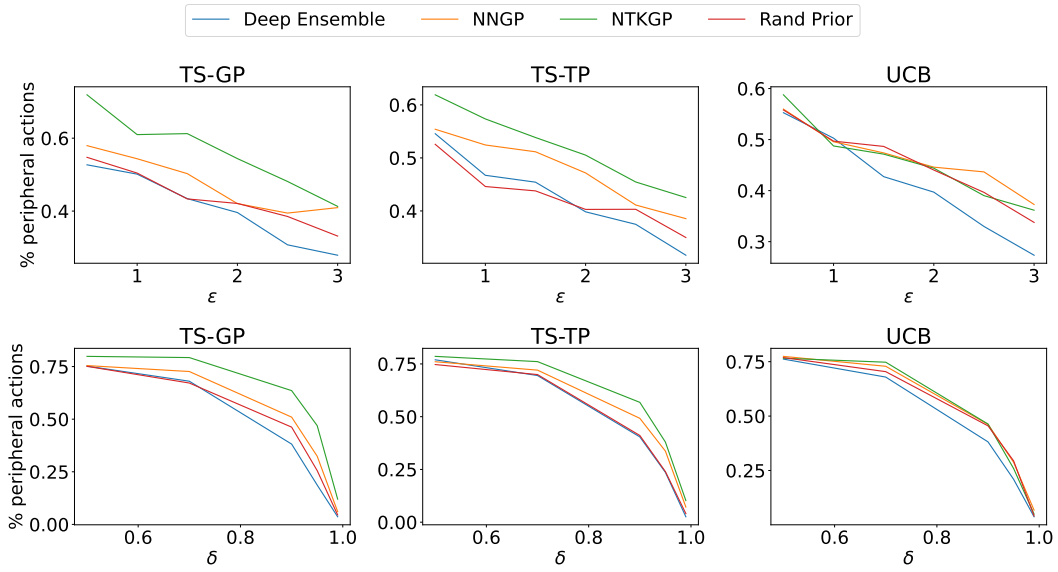 Deep Ensemble NNGP NTKGP Rand Prior
TS-GP TS-TP UCB
% peripheral actions
0.6
0.4
1 2 3
ε
0.6
0.5
0.4
1 2 3
ε
0.6
0.5
0.4
0.3
1 2 3
ε
TS-GP TS-TP UCB
% peripheral actions
0.75
0.50
0.25
0.00
0.6 0.8 1.0
δ
0.75
0.50
0.25
0.00
0.6 0.8 1.0
δ
0.75
0.50
0.25
0.6 0.8 1.0
δ